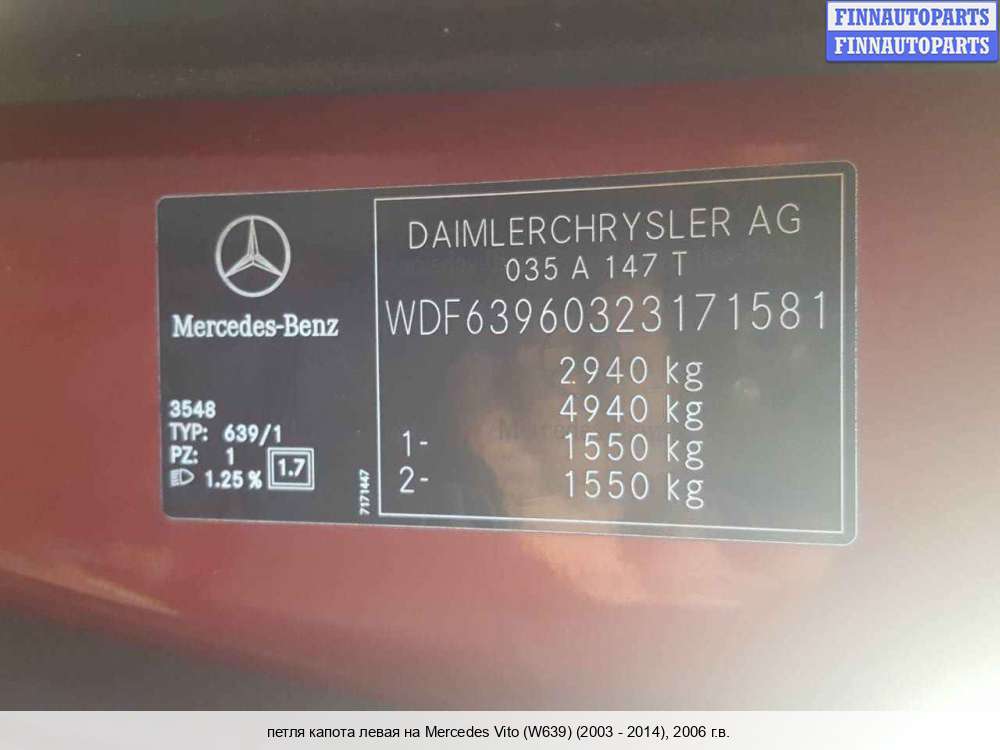 FINNAUTOPARTS
FINNAUTOPARTS
Mercedes-Benz
3548
TYP: 639/1
PZ: 1
1.25 % 1.7
7171447
DAIMLERCHRYSLER AG
035 A 147 T
WDF63960323171581
2940 kg
4940 kg
1- 1550 kg
2- 1550 kg
петля капота левая на Mercedes Vito (W639) (2003 - 2014), 2006 г.в.